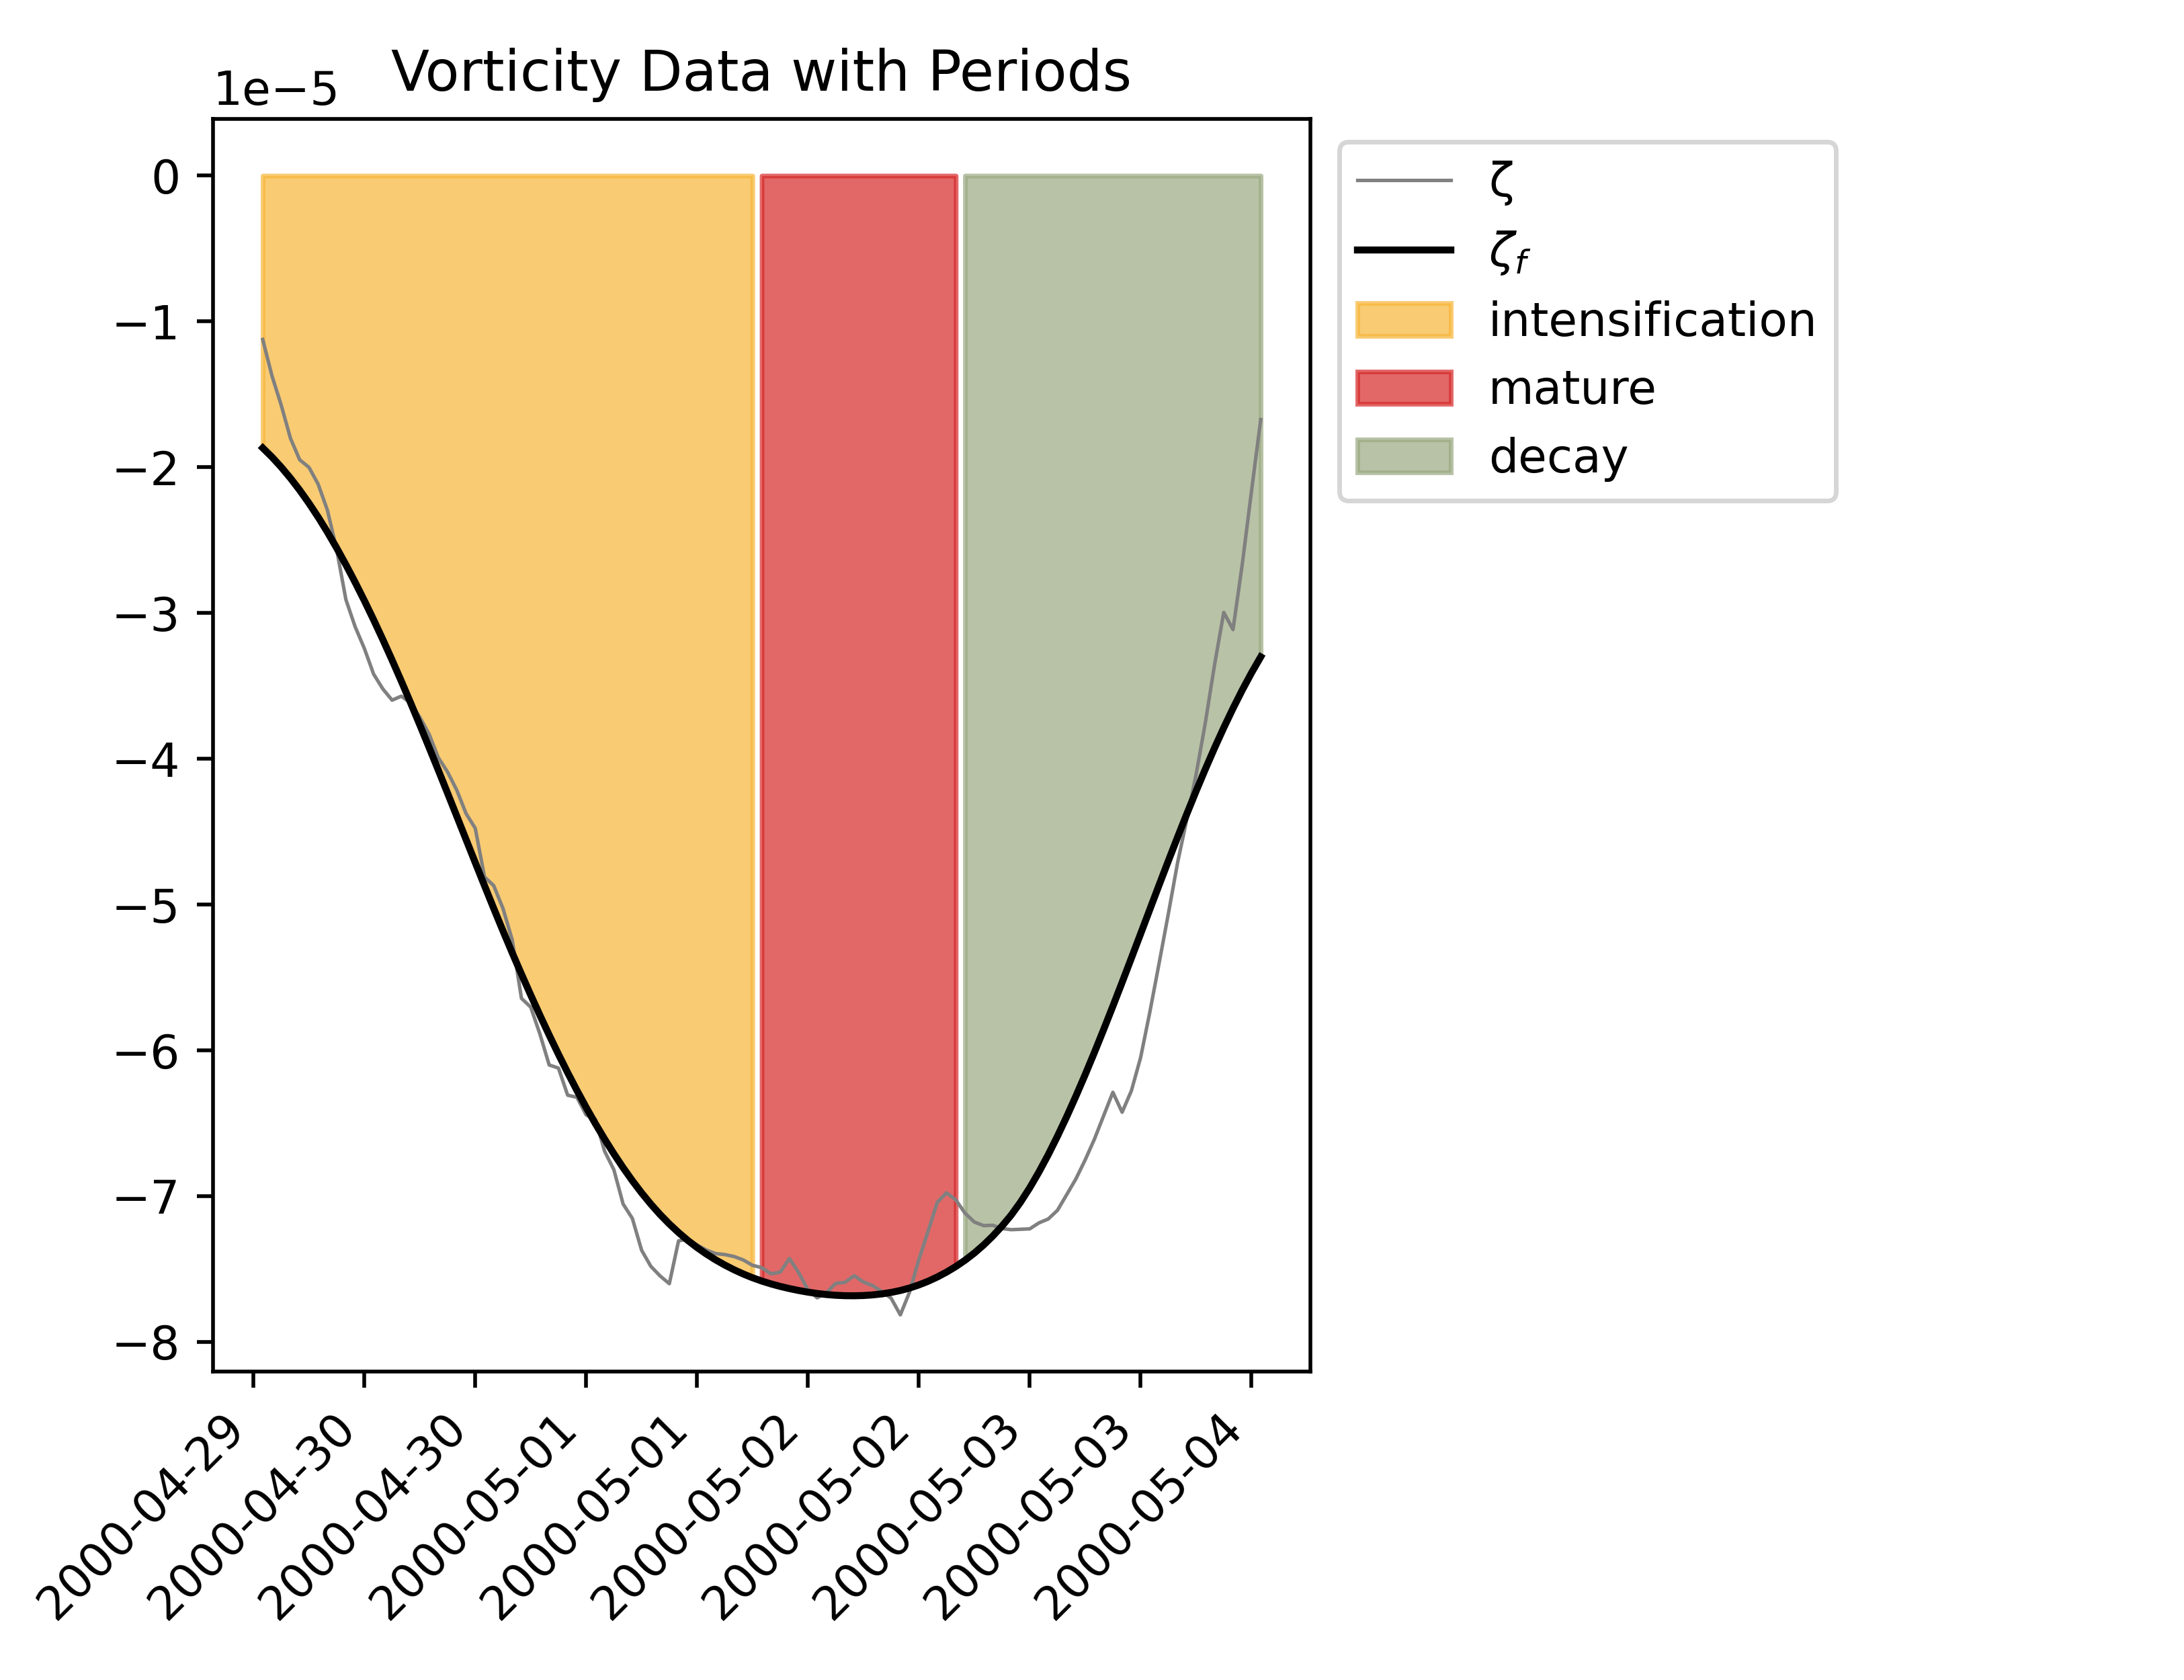 Vorticity Data with Periods
1e−5
0
−1
−2
−3
−4
−5
−6
−7
−8
2000-04-29
2000-04-30
2000-04-30
2000-05-01
2000-05-01
2000-05-02
2000-05-02
2000-05-03
2000-05-03
2000-05-04
ζ
ζf
intensification
mature
decay